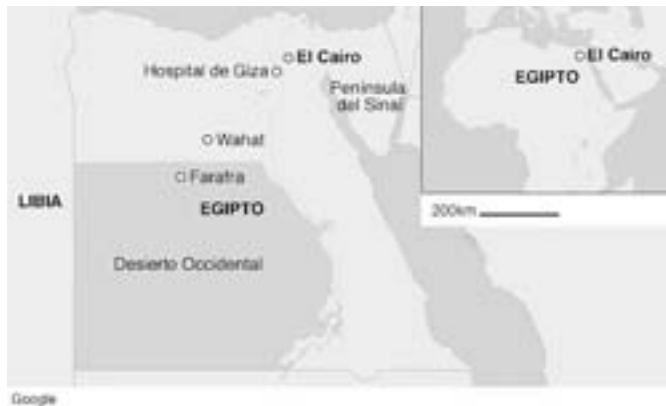 El Cairo
Hospital de Giza
Península
del Sinaí
Wahat
Farafra
LIBIA
EGIPTO
Desierto Occidental
El Cairo
EGIPTO
200km
Google